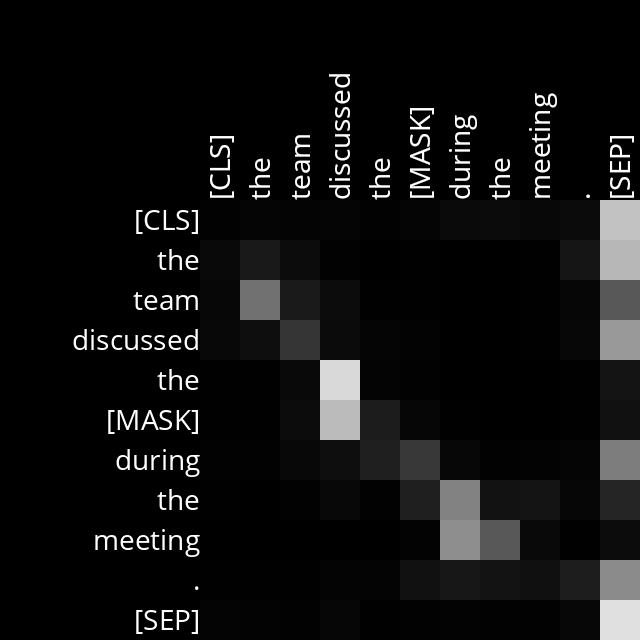 [CLS] the team discussed the [MASK] during the meeting . [SEP]
[CLS]
the
team
discussed
the
[MASK]
during
the
meeting
.
[SEP]